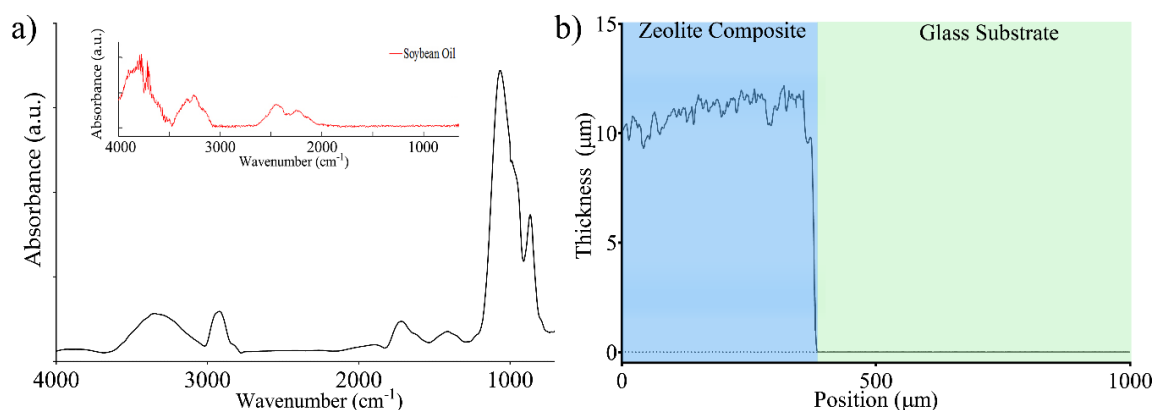 a)
Absorbance (a.u.)
4000 3000 2000 1000
Wavenumber (cm-1)
Absorbance (a.u.)
Soybean Oil
4000 3000 2000 1000
Wavenumber (cm-1)
b)
Zeolite Composite Glass Substrate
15
10
5
0
Thickness (μm)
0 500 1000
Position (μm)